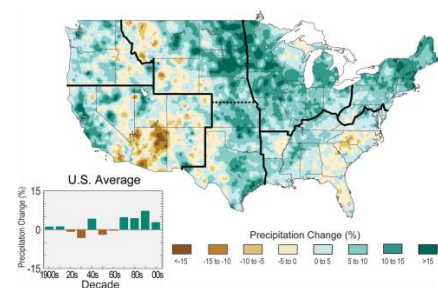 U.S. Average
Precipitation Change (%)
15
0
-15
1900s 20s 40s 60s 80s 00s
Decade
Precipitation Change (%)
<-15 -15 to -10 -10 to -5 -5 to 0 0 to 5 5 to 10 10 to 15 >15